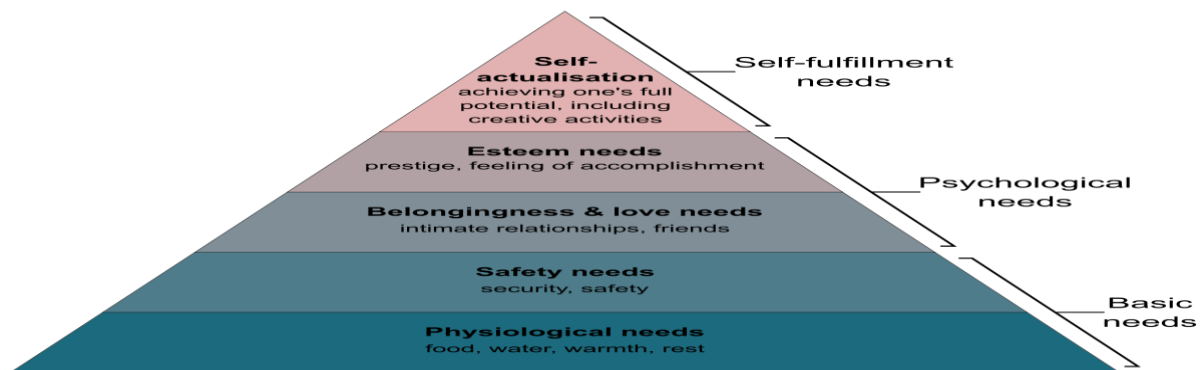 Self-
actualisation
achieving one's full
potential, including
creative activities
Self-fulfillment
needs
Esteem needs
prestige, feeling of accomplishment
Psychological
needs
Belongingness & love needs
intimate relationships, friends
Safety needs
security, safety
Basic
needs
Physiological needs
food, water, warmth, rest